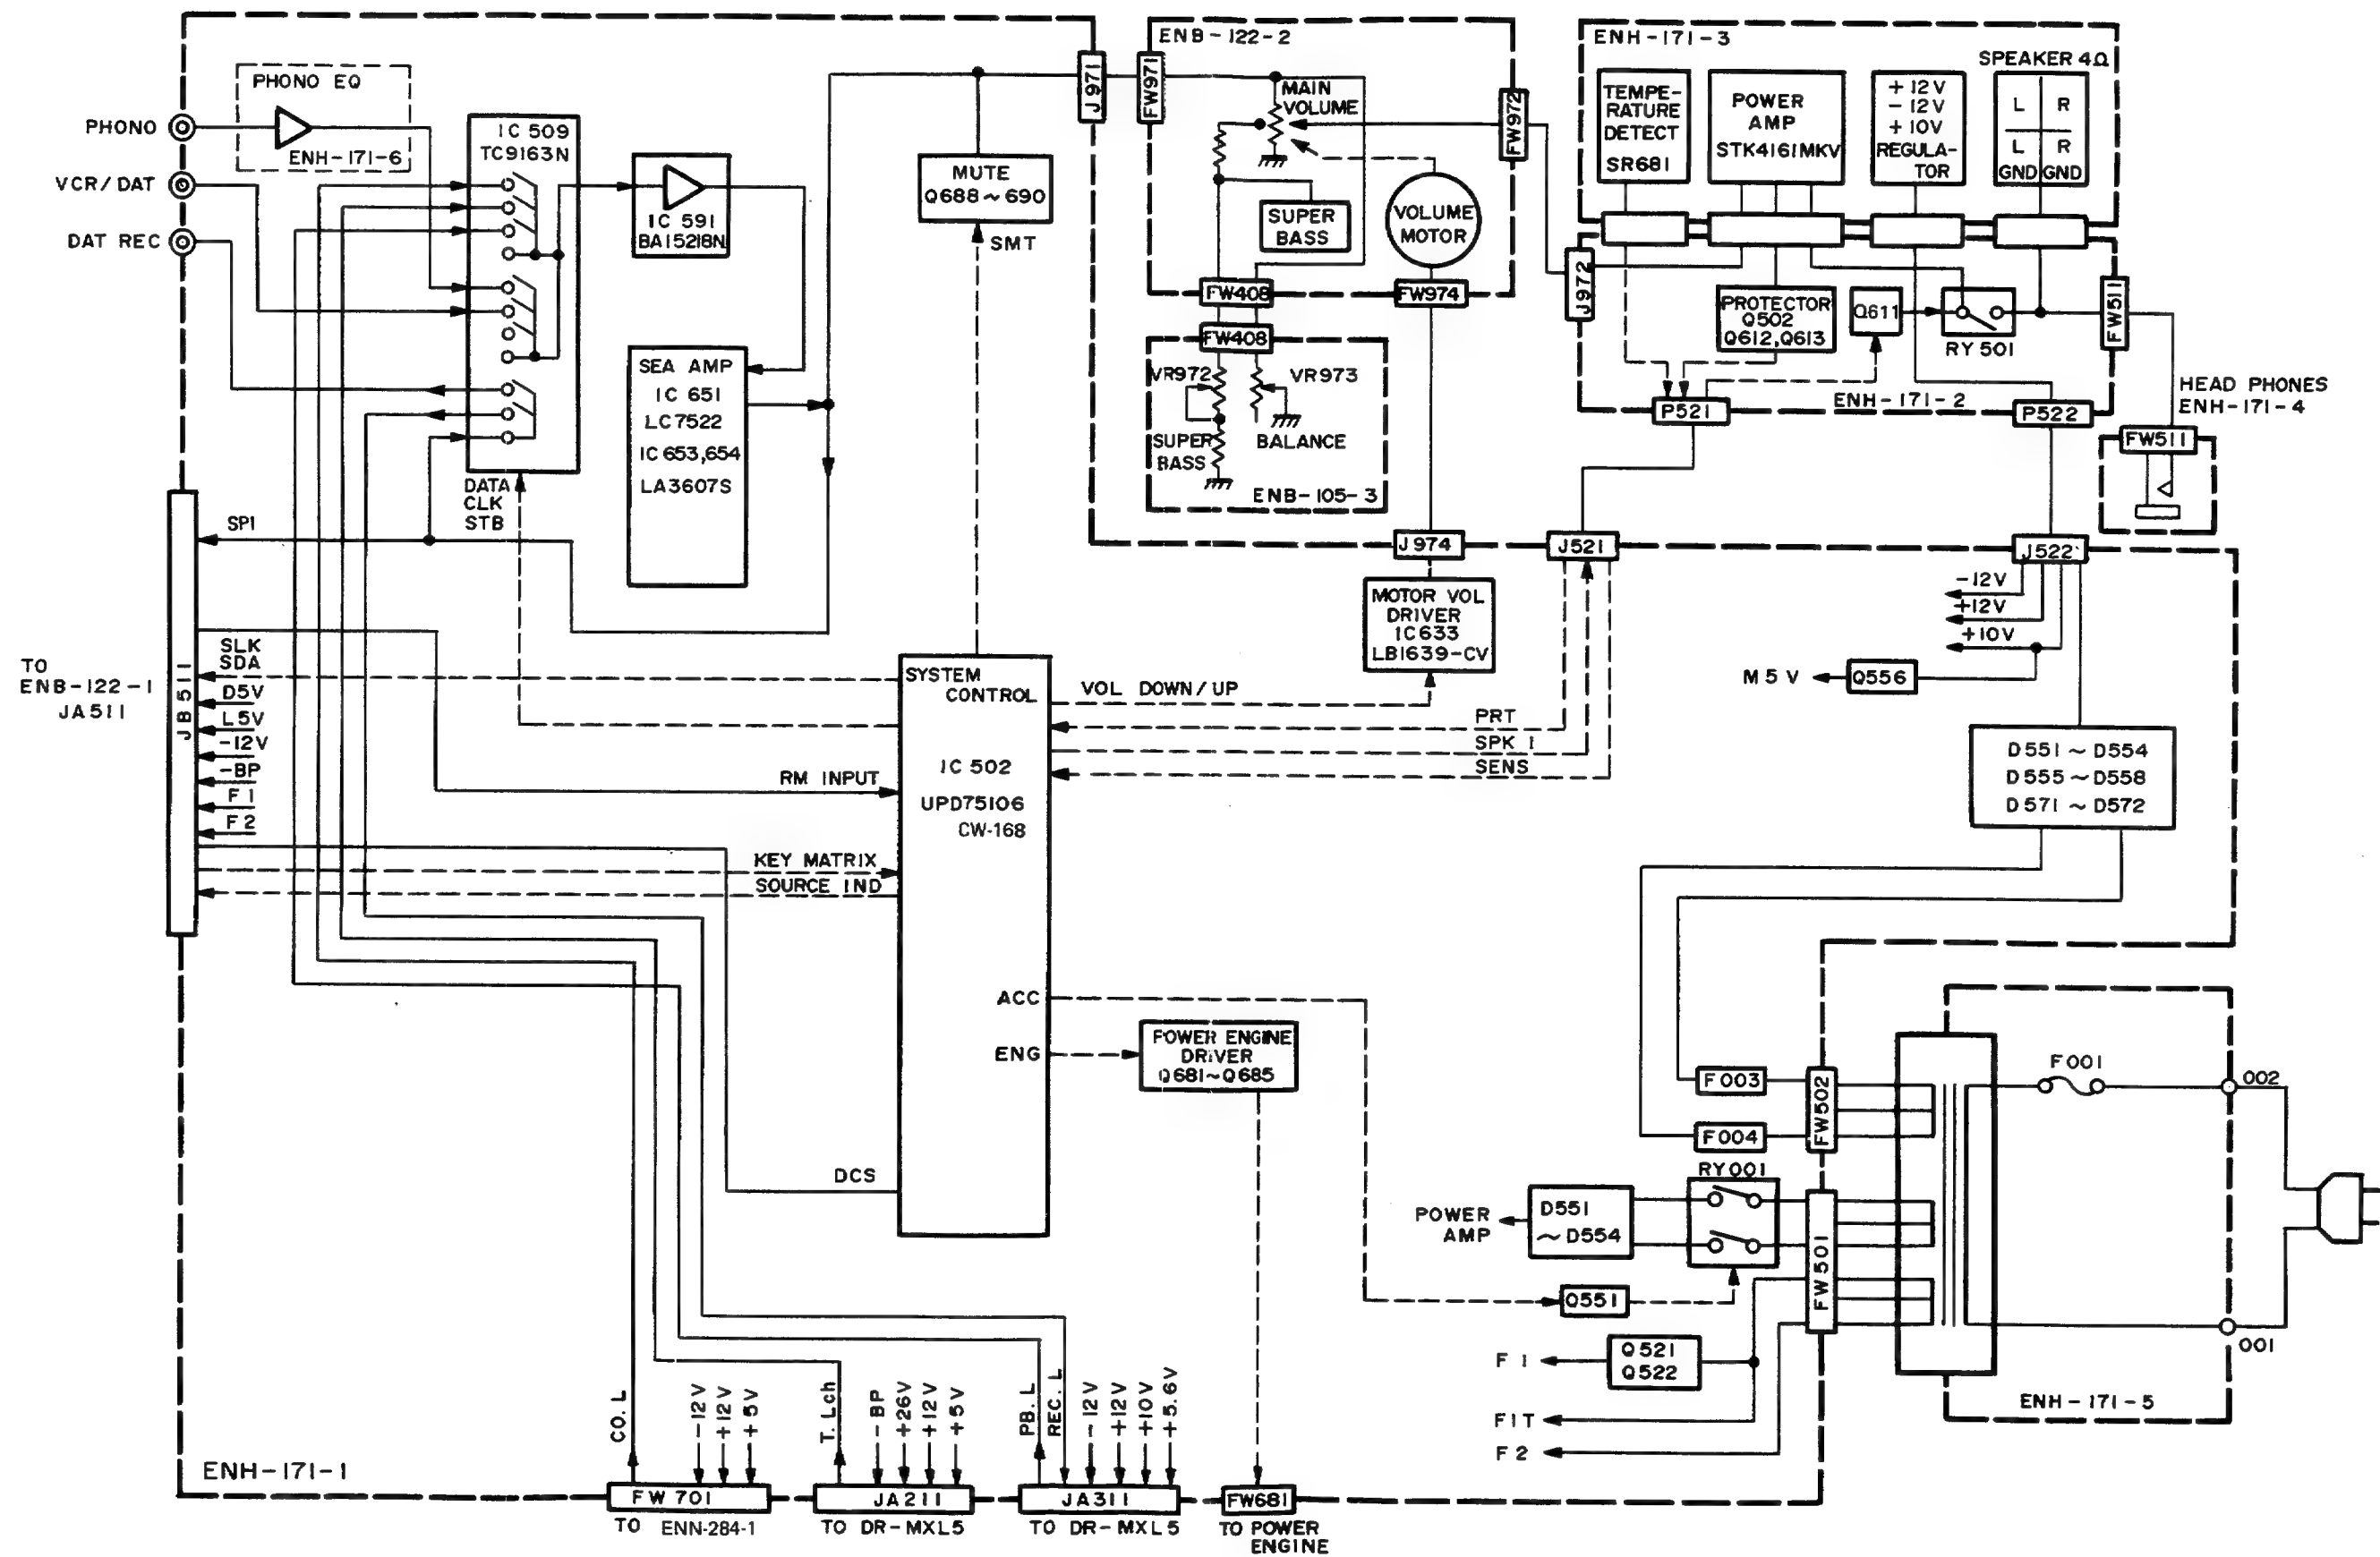 PHONO EQ
PHONO
ENH-171-6
VCR/DAT
DAT REC
IC 509
TC9163N
IC 591
BA15218N
SEA AMP
IC 651
LC7522
IC 653,654
LA3607S
DATA
CLK
STB
MUTE
Q688~690
SMT
J971
FW971
ENB-122-2
MAIN
VOLUME
SUPER
BASS
VOLUME
MOTOR
FW972
FW408
FW974
FW408
VR972
VR973
SUPER
BASS
BALANCE
ENB-105-3
ENH-171-3
SPEAKER 4Ω
TEMPE-
RATURE
DETECT
SR681
POWER
AMP
STK4161MKV
+12V
-12V
+10V
REGULA-
TOR
L R
L R
GND GND
J972
PROTECTOR
Q502
Q612,Q613
Q611
RY501
FW511
P521
ENH-171-2
P522
HEAD PHONES
ENH-171-4
FW511
J974
J521
J522
MOTOR VOL
DRIVER
IC633
LB1639-CV
-12V
+12V
+10V
M5V
Q556
D551~D554
D555~D558
D571~D572
SPI
TO
ENB-122-1
JA511
JB511
SLK
SDA
D5V
L5V
-12V
-BP
F1
F2
SYSTEM
CONTROL
IC 502
UPD75106
CW-168
RM INPUT
KEY MATRIX
SOURCE IND
DCS
ACC
ENG
VOL DOWN/UP
PRT
SPK 1
SENS
POWER ENGINE
DRIVER
Q681~Q685
F003
F004
FW502
RY001
POWER
AMP
D551
~D554
FW501
Q551
F1
Q521
Q522
F1T
F2
F001
002
001
ENH-171-5
ENH-171-1
CO. L
-12V
+12V
+5V
T. Lch
-BP
+26V
+12V
+5V
PB. L
REC. L
-12V
+12V
+10V
+5.6V
FW701
JA211
JA311
FW681
TO ENN-284-1
TO DR-MXL5
TO DR-MXL5
TO POWER
ENGINE